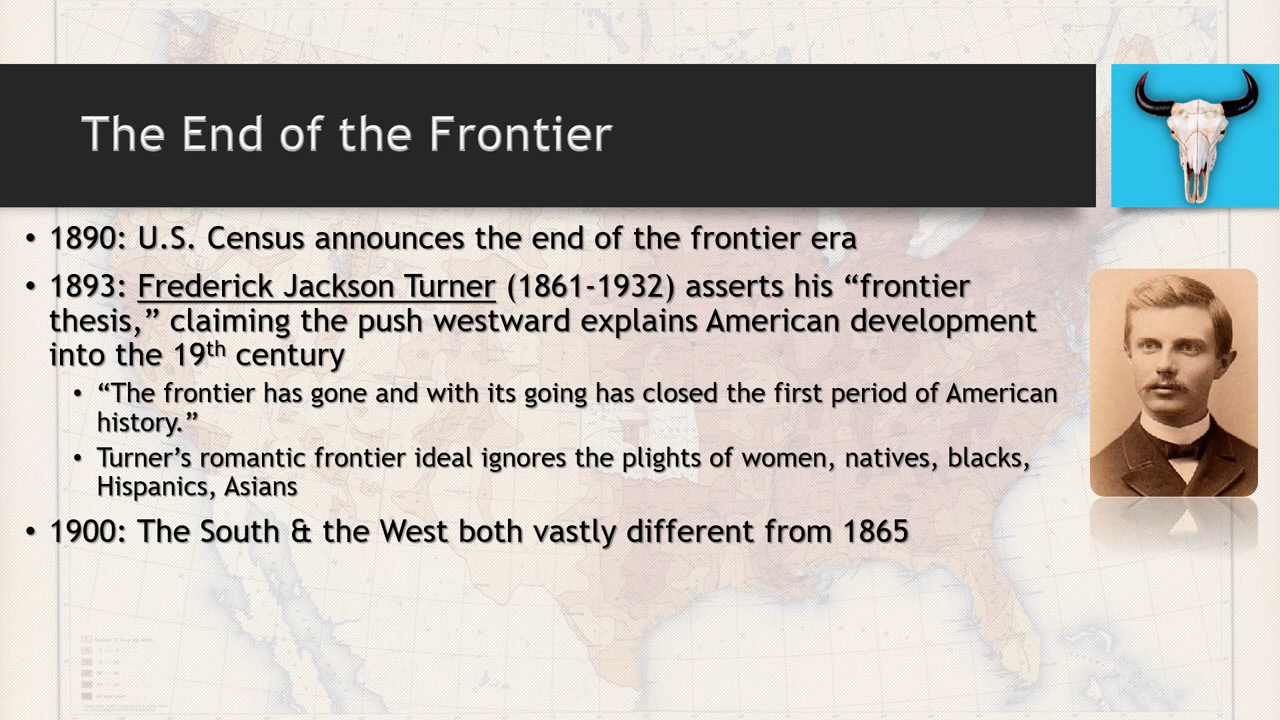 The End of the Frontier
• 1890: U.S. Census announces the end of the frontier era
• 1893: Frederick Jackson Turner (1861-1932) asserts his “frontier
thesis,” claiming the push westward explains American development
into the 19th century
• “The frontier has gone and with its going has closed the first period of American
history.”
• Turner’s romantic frontier ideal ignores the plights of women, natives, blacks,
Hispanics, Asians
• 1900: The South & the West both vastly different from 1865